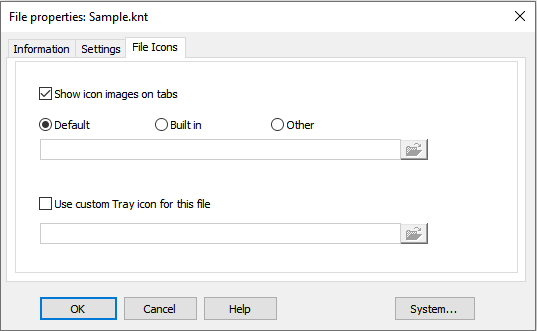 File properties: Sample.knt
Information Settings File Icons
Show icon images on tabs
Default Built in Other
Use custom Tray icon for this file
OK Cancel Help System...